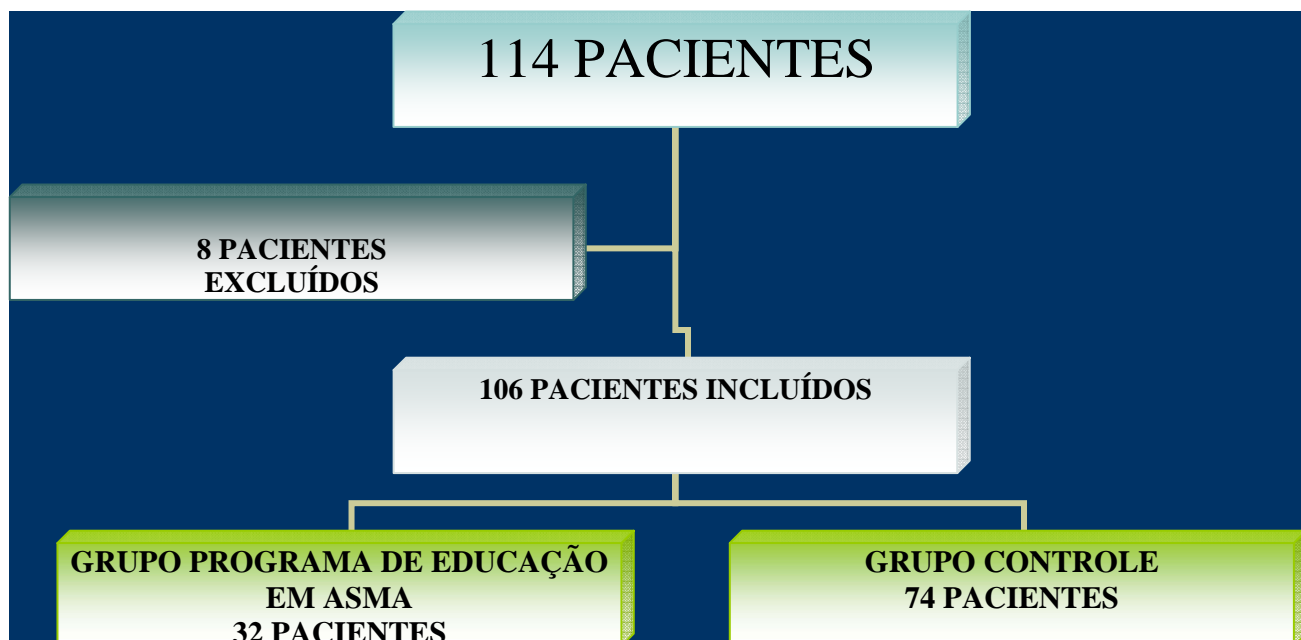 114 PACIENTES
8 PACIENTES
EXCLUÍDOS
106 PACIENTES INCLUÍDOS
GRUPO PROGRAMA DE EDUCAÇÃO
EM ASMA
32 PACIENTES
GRUPO CONTROLE
74 PACIENTES